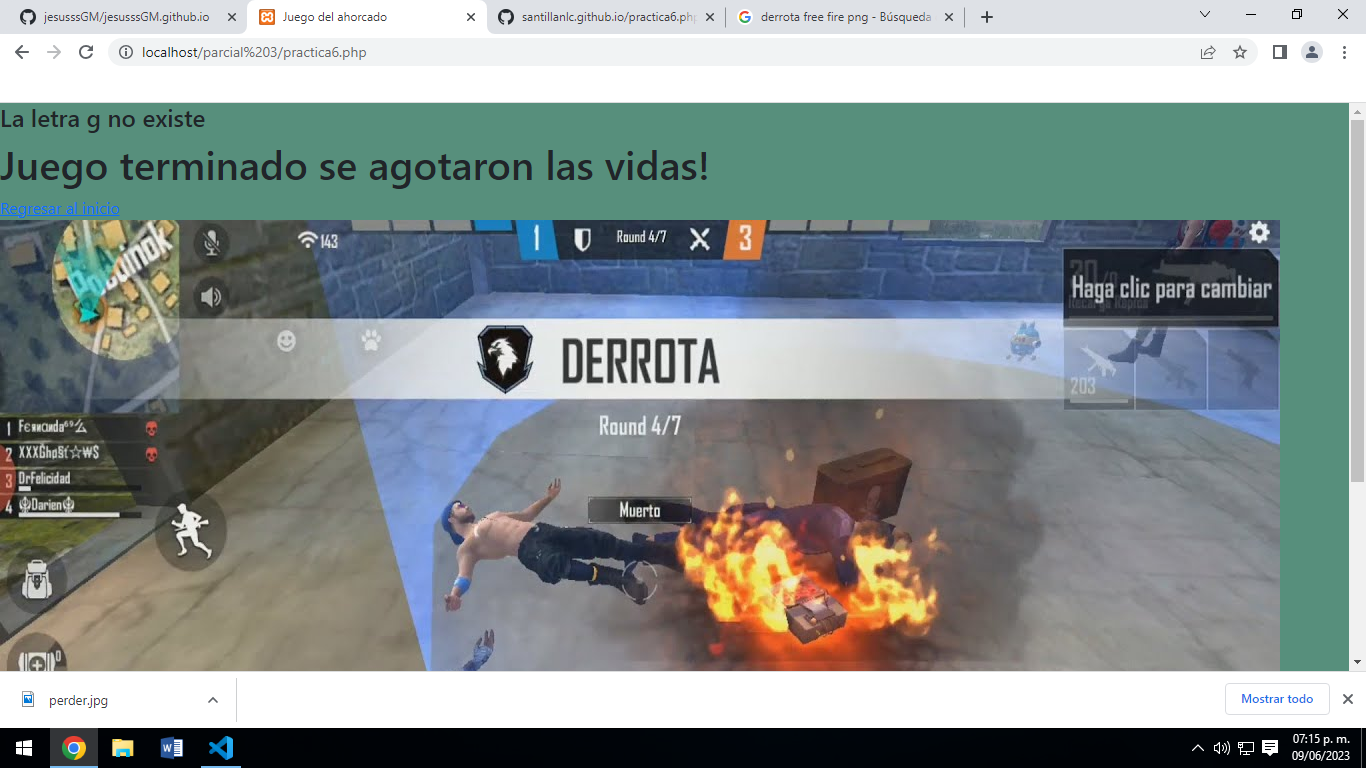 jesusssGM/jesusssGM.github.io
Juego del ahorcado
santillanlc.github.io/practica6.php
derrota free fire png - Búsqueda
localhost/parcial%203/practica6.php
La letra g no existe
Juego terminado se agotaron las vidas!
Regresar al inicio
143
1
Round 4/7
3
Haga clic para cambiar
DERROTA
203
Round 4/7
1
2
3 DrFelicidad
4 Darien
Muerto
0
perder.jpg
Mostrar todo
07:15 p. m.
09/06/2023